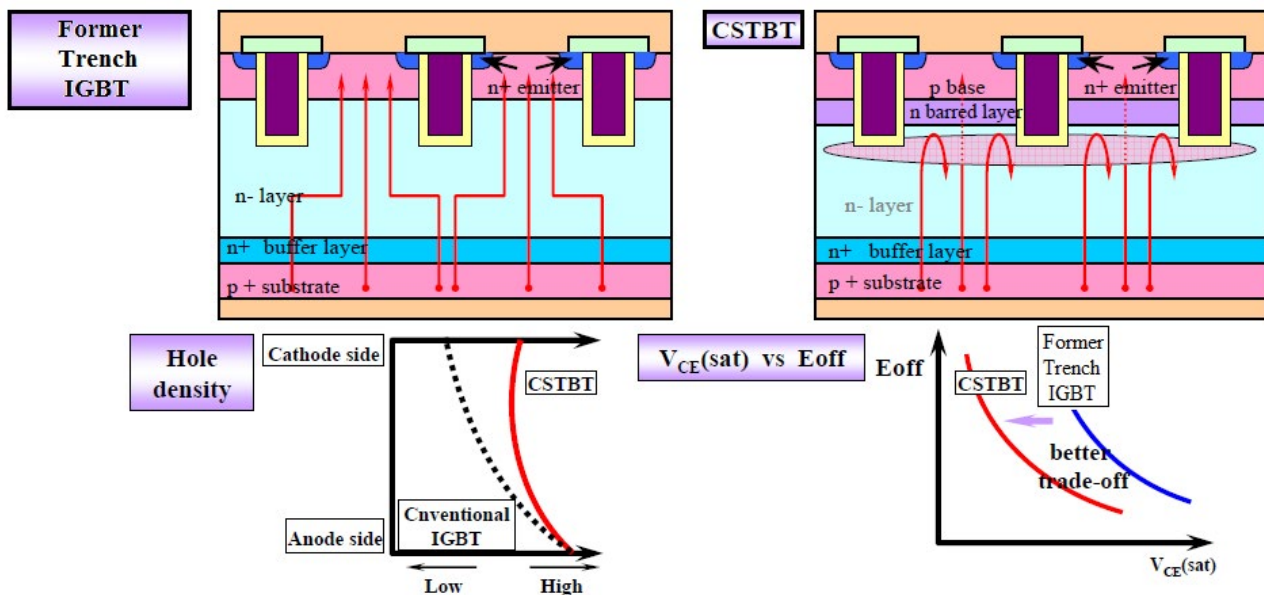 Former
Trench
IGBT
n+ emitter
n- layer
n+ buffer layer
p + substrate
CSTBT
p base
n+ emitter
n barred layer
n- layer
n+ buffer layer
p + substrate
Hole
density
Cathode side
CSTBT
Cnventional
IGBT
Anode side
Low
High
VCE(sat) vs Eoff
Eoff
CSTBT
Former
Trench
IGBT
better
trade-off
VCE(sat)